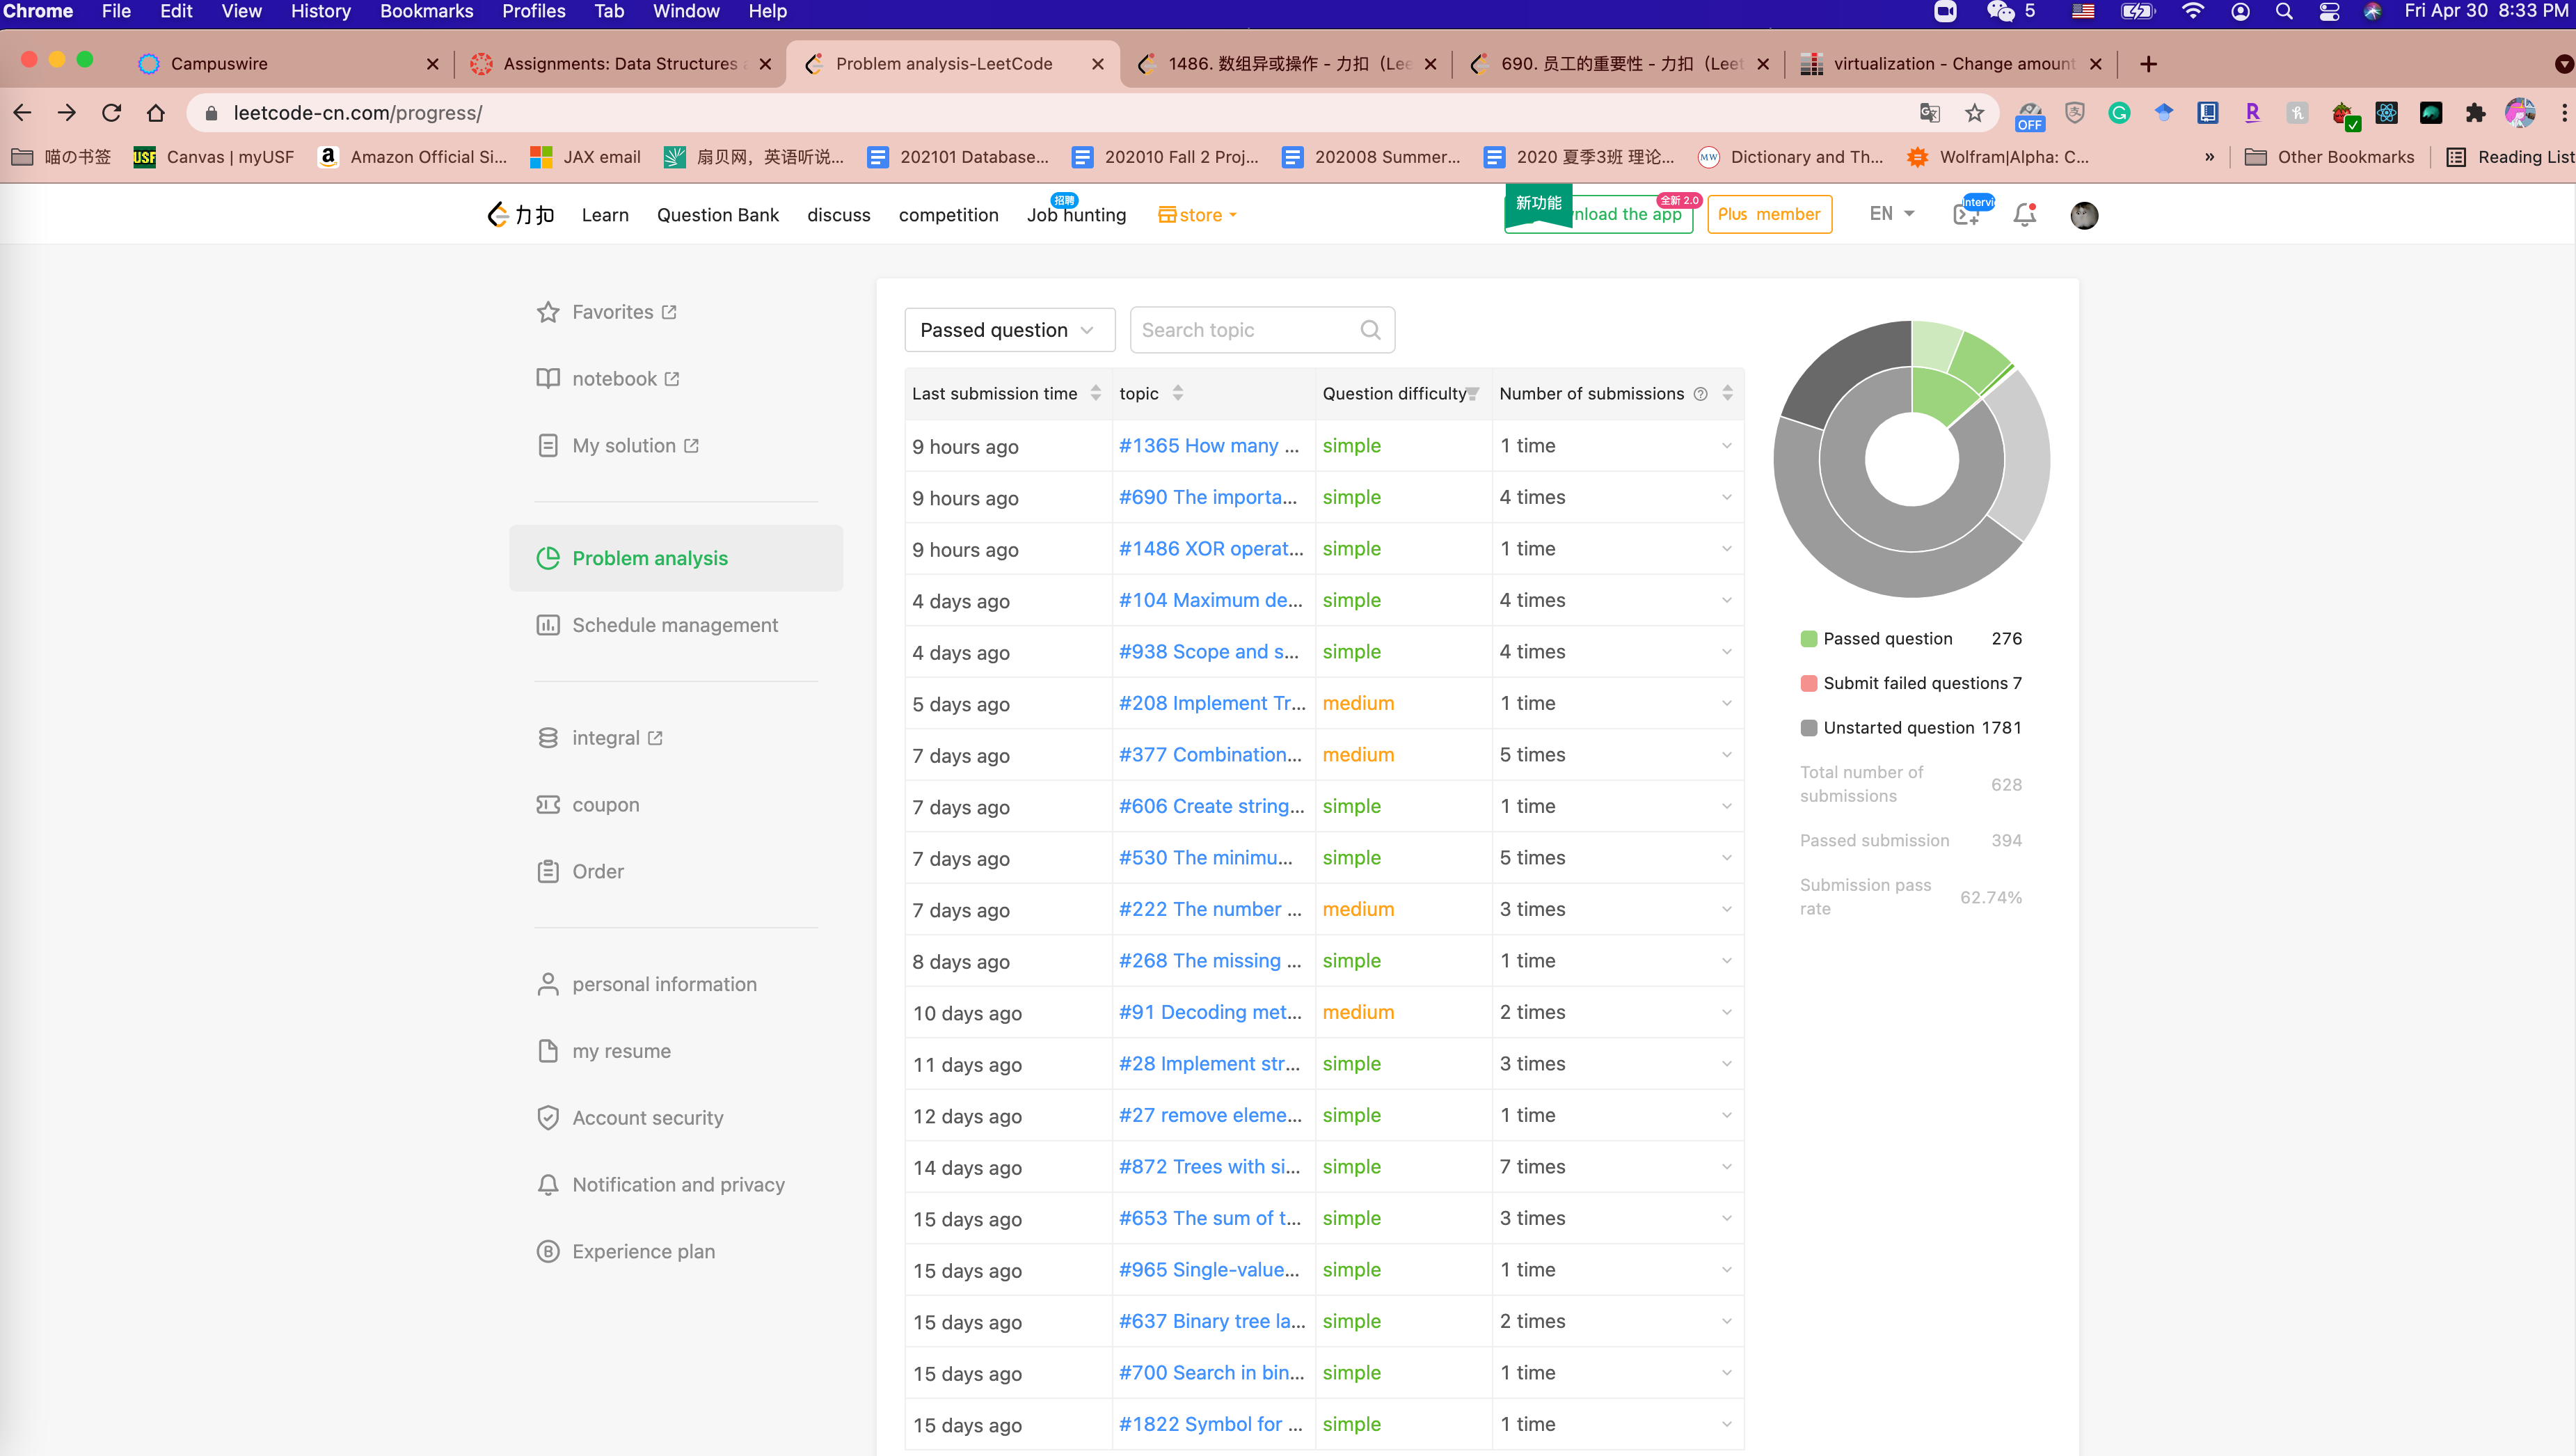 Chrome File Edit View History Bookmarks Profiles Tab Window Help 5 Fri Apr 30 8:33 PM
Campuswire Assignments: Data Structures Problem analysis-LeetCode 1486. 数组异或操作 - 力扣（Lee 690. 员工的重要性 - 力扣（Leet virtualization - Change amount
leetcode-cn.com/progress/ OFF
喵の书签 USF Canvas | myUSF Amazon Official Si... JAX email 扇贝网，英语听说... 202101 Database... 202010 Fall 2 Proj... 202008 Summer... 2020 夏季3班 理论... MW Dictionary and Th... Wolfram|Alpha: C... » Other Bookmarks Reading List
力扣 Learn Question Bank discuss competition Job hunting 招聘 store 新功能 nload the app 全新 2.0 Plus member EN Intervi
Favorites
notebook
My solution
Problem analysis
Schedule management
integral
coupon
Order
personal information
my resume
Account security
Notification and privacy
Experience plan
Passed question Search topic
Last submission time topic Question difficulty Number of submissions
9 hours ago #1365 How many ... simple 1 time
9 hours ago #690 The importa... simple 4 times
9 hours ago #1486 XOR operat... simple 1 time
4 days ago #104 Maximum de... simple 4 times
4 days ago #938 Scope and s... simple 4 times
5 days ago #208 Implement Tr... medium 1 time
7 days ago #377 Combination... medium 5 times
7 days ago #606 Create string... simple 1 time
7 days ago #530 The minimu... simple 5 times
7 days ago #222 The number ... medium 3 times
8 days ago #268 The missing ... simple 1 time
10 days ago #91 Decoding met... medium 2 times
11 days ago #28 Implement str... simple 3 times
12 days ago #27 remove eleme... simple 1 time
14 days ago #872 Trees with si... simple 7 times
15 days ago #653 The sum of t... simple 3 times
15 days ago #965 Single-value... simple 1 time
15 days ago #637 Binary tree la... simple 2 times
15 days ago #700 Search in bin... simple 1 time
15 days ago #1822 Symbol for ... simple 1 time
Passed question 276
Submit failed questions 7
Unstarted question 1781
Total number of
submissions 628
Passed submission 394
Submission pass
rate 62.74%